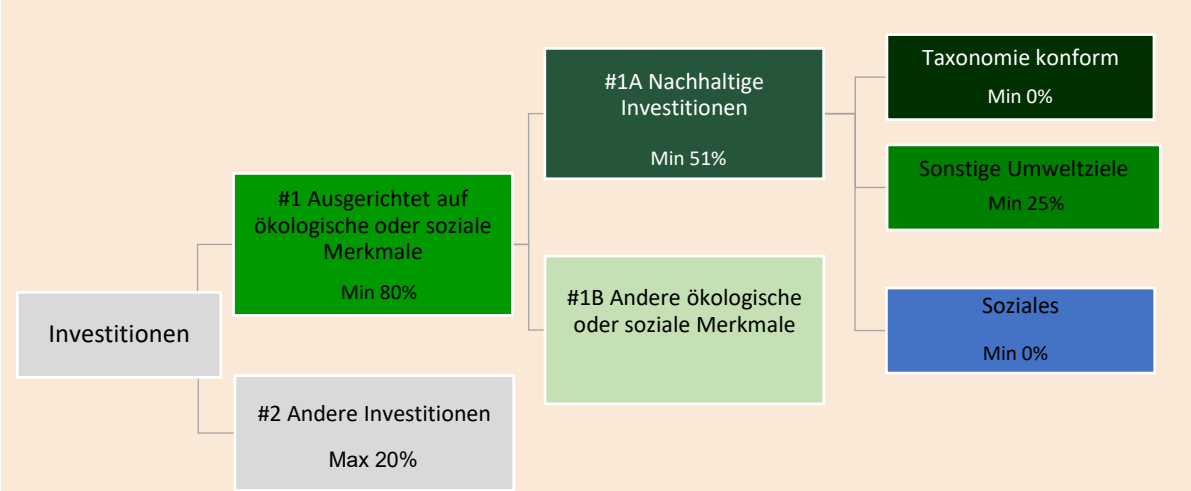 Investitionen
#1 Ausgerichtet auf
ökologische oder soziale
Merkmale
Min 80%
#2 Andere Investitionen
Max 20%
#1A Nachhaltige
Investitionen
Min 51%
#1B Andere ökologische
oder soziale Merkmale
Taxonomie konform
Min 0%
Sonstige Umweltziele
Min 25%
Soziales
Min 0%